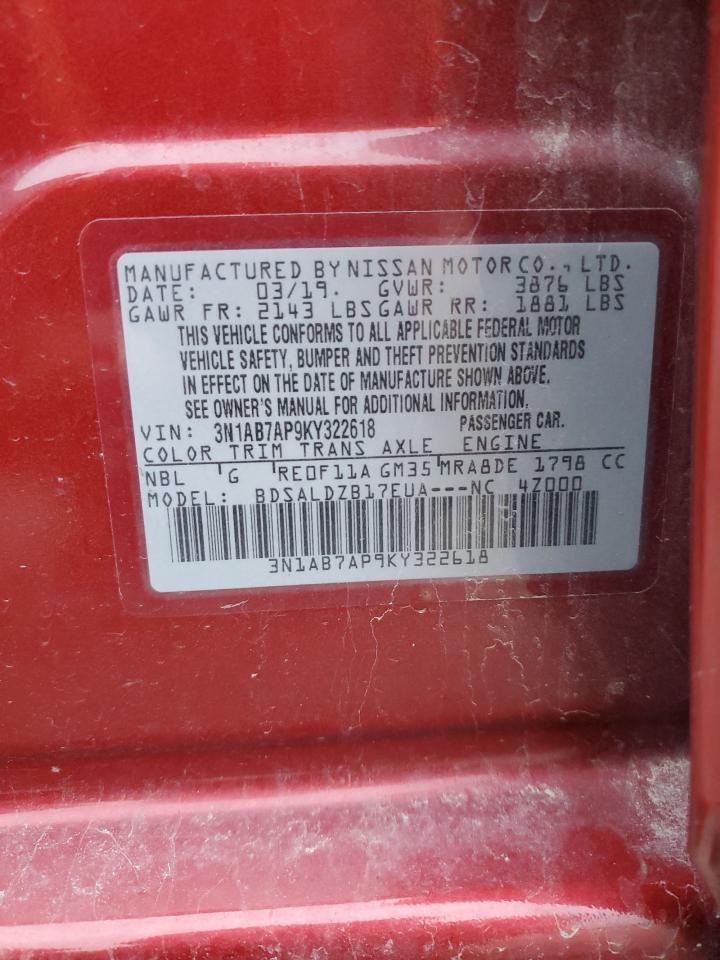 MANUFACTURED BY NISSAN MOTOR CO., LTD.
DATE: 03/19. GVWR: 3876 LBS
GAWR FR: 2143 LBS GAWR RR: 1881 LBS
THIS VEHICLE CONFORMS TO ALL APPLICABLE FEDERAL MOTOR
VEHICLE SAFETY, BUMPER AND THEFT PREVENTION STANDARDS
IN EFFECT ON THE DATE OF MANUFACTURE SHOWN ABOVE.
SEE OWNER'S MANUAL FOR ADDITIONAL INFORMATION.
VIN: 3N1AB7AP9KY322618 PASSENGER CAR.
COLOR TRIM TRANS AXLE ENGINE
NBL G RE0F11A GM35 MRA8DE 1798 CC
MODEL: BDSALDZB17EUA---NC 4Z000
3N1AB7AP9KY322618